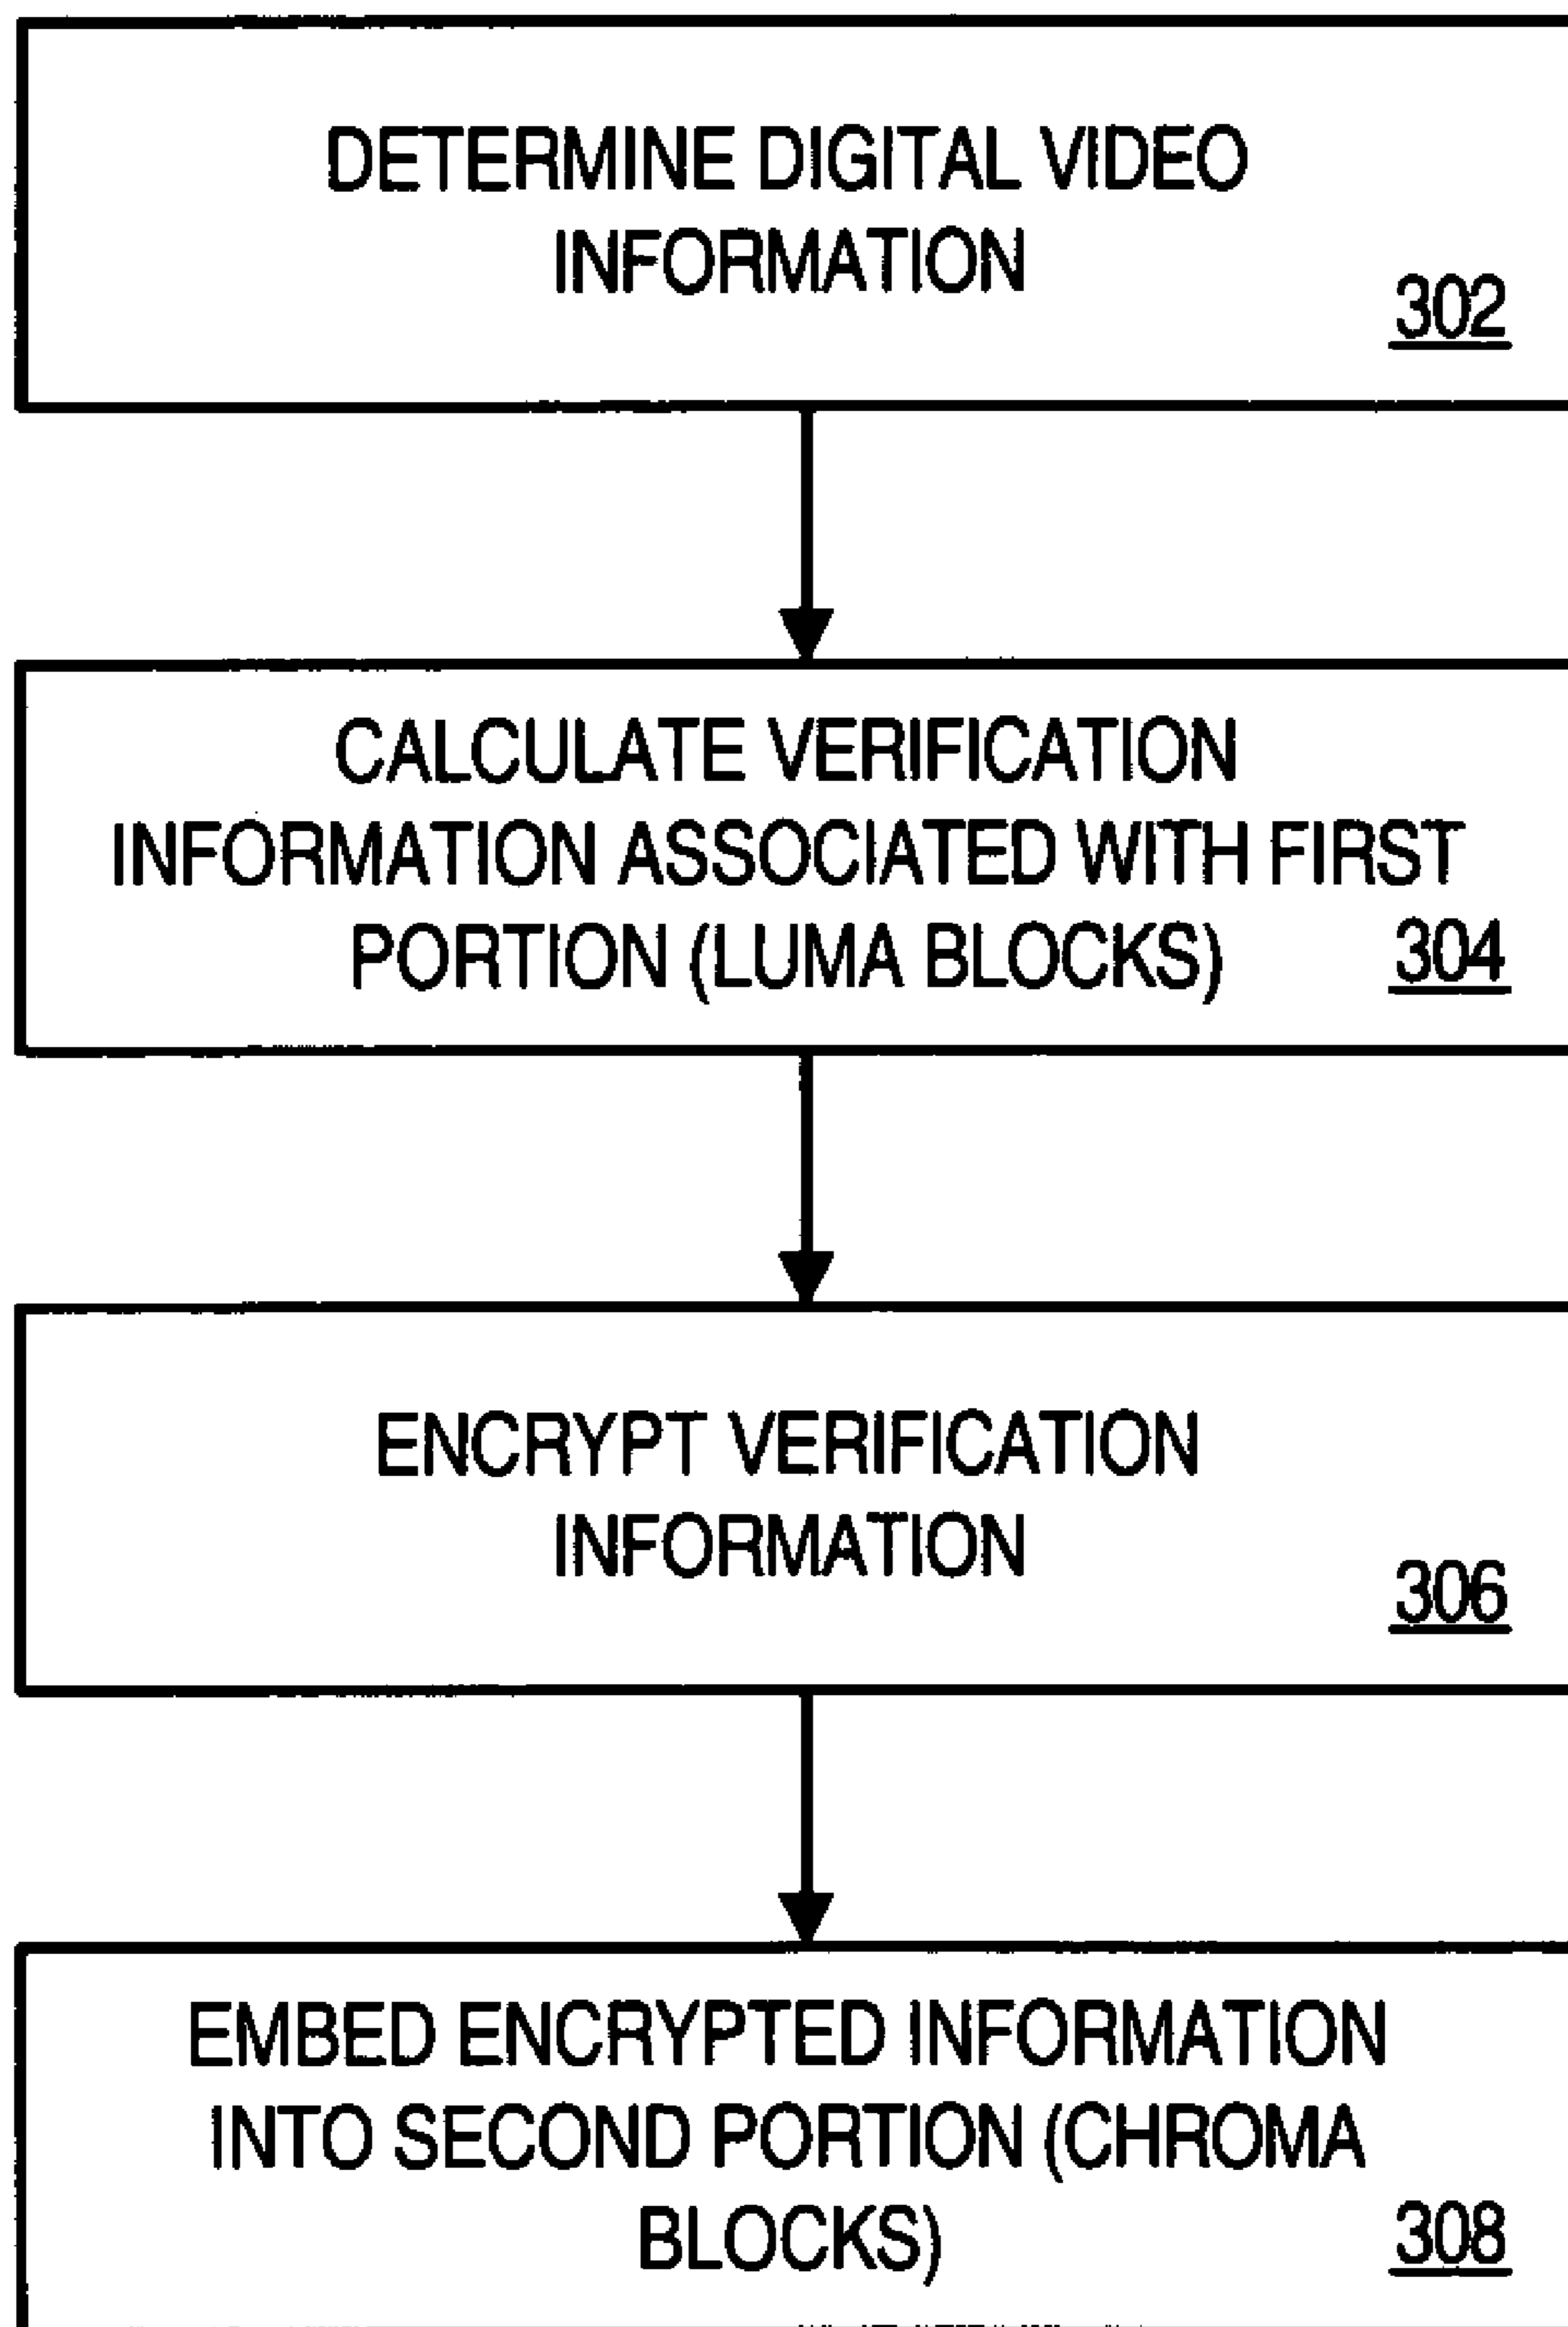 DETERMINE DIGITAL VIDEO
INFORMATION
302
CALCULATE VERIFICATION
INFORMATION ASSOCIATED WITH FIRST
PORTION (LUMA BLOCKS)
304
ENCRYPT VERIFICATION
INFORMATION
306
EMBED ENCRYPTED INFORMATION
INTO SECOND PORTION (CHROMA
BLOCKS)
308